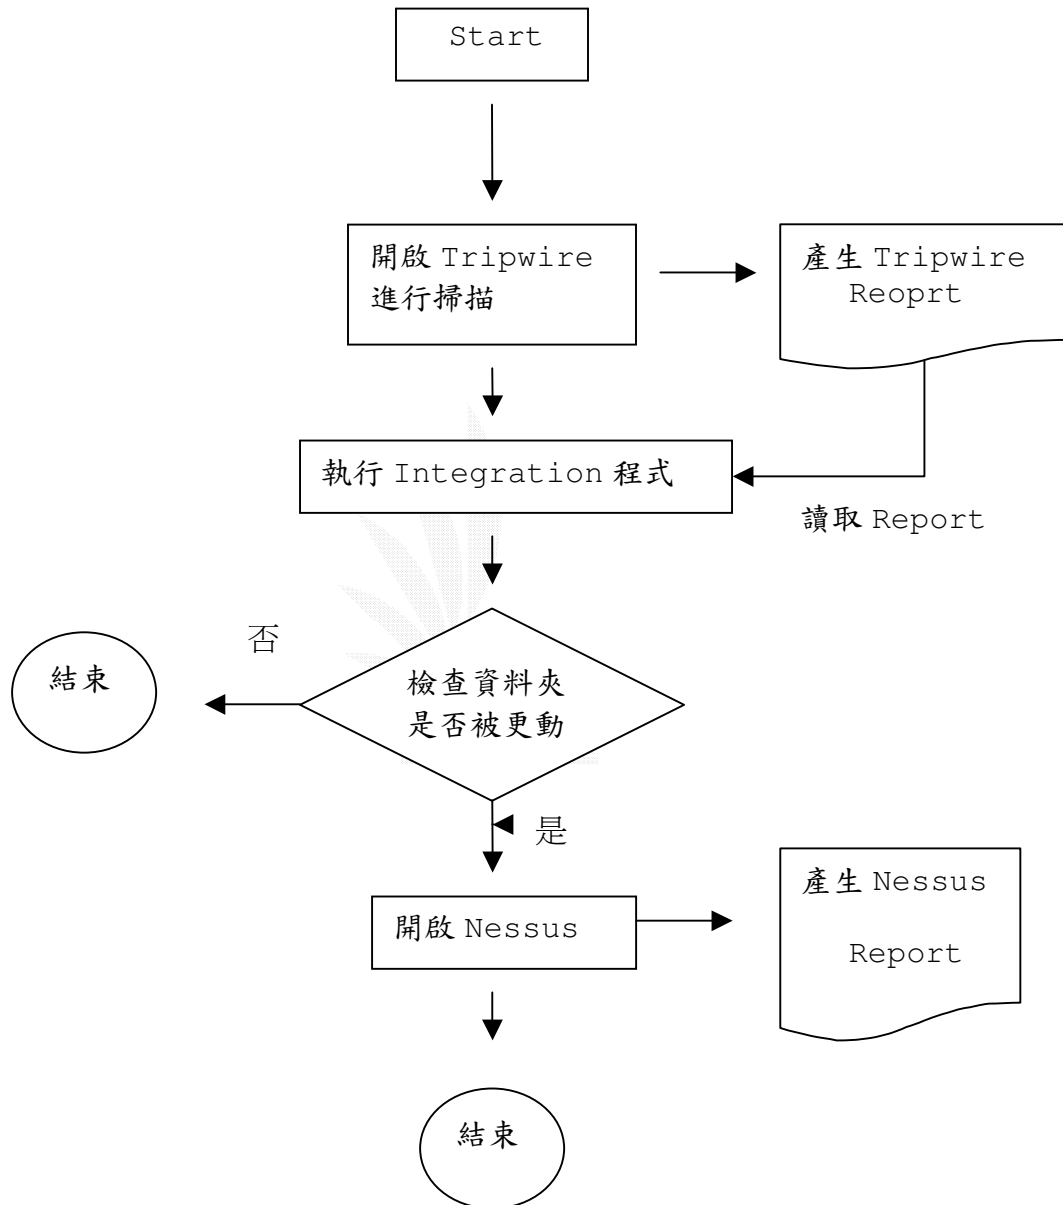 Start
開啟 Tripwire
進行掃描
產生 Tripwire
Reoprt
執行 Integration 程式
讀取 Report
否
結束
檢查資料夾
是否被更動
是
開啟 Nessus
產生 Nessus
Report
結束